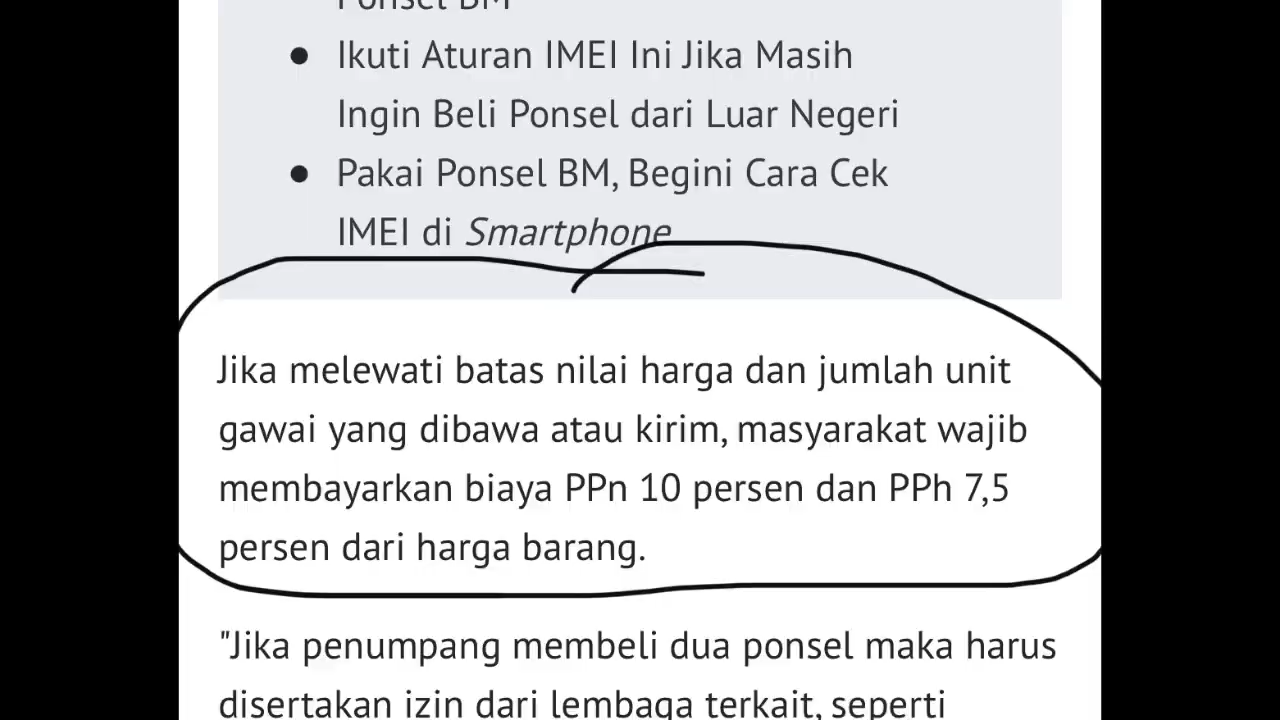 Ponsel BM
Ikuti Aturan IMEI Ini Jika Masih
Ingin Beli Ponsel dari Luar Negeri
Pakai Ponsel BM, Begini Cara Cek
IMEI di Smartphone
Jika melewati batas nilai harga dan jumlah unit
gawai yang dibawa atau kirim, masyarakat wajib
membayarkan biaya PPn 10 persen dan PPh 7,5
persen dari harga barang.
"Jika penumpang membeli dua ponsel maka harus
disertakan izin dari lembaga terkait, seperti